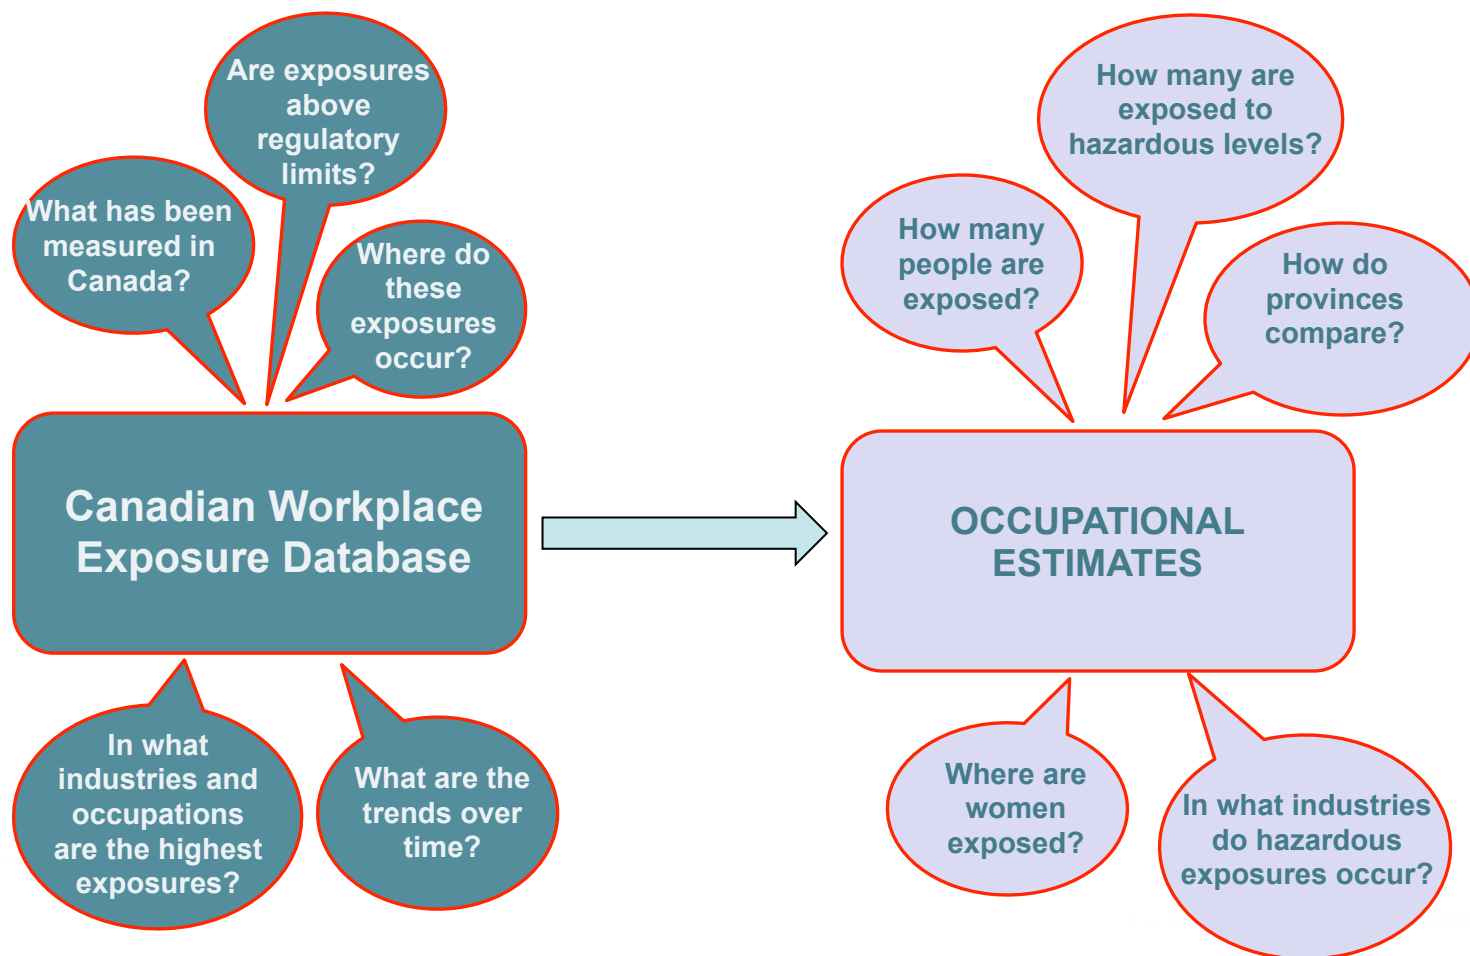 Are exposures
above
regulatory
limits?
What has been
measured in
Canada?
Where do
these
exposures
occur?
Canadian Workplace
Exposure Database
In what
industries and
occupations
are the highest
exposures?
What are the
trends over
time?
How many are
exposed to
hazardous levels?
How many
people are
exposed?
How do
provinces
compare?
OCCUPATIONAL
ESTIMATES
Where are
women
exposed?
In what industries
do hazardous
exposures occur?